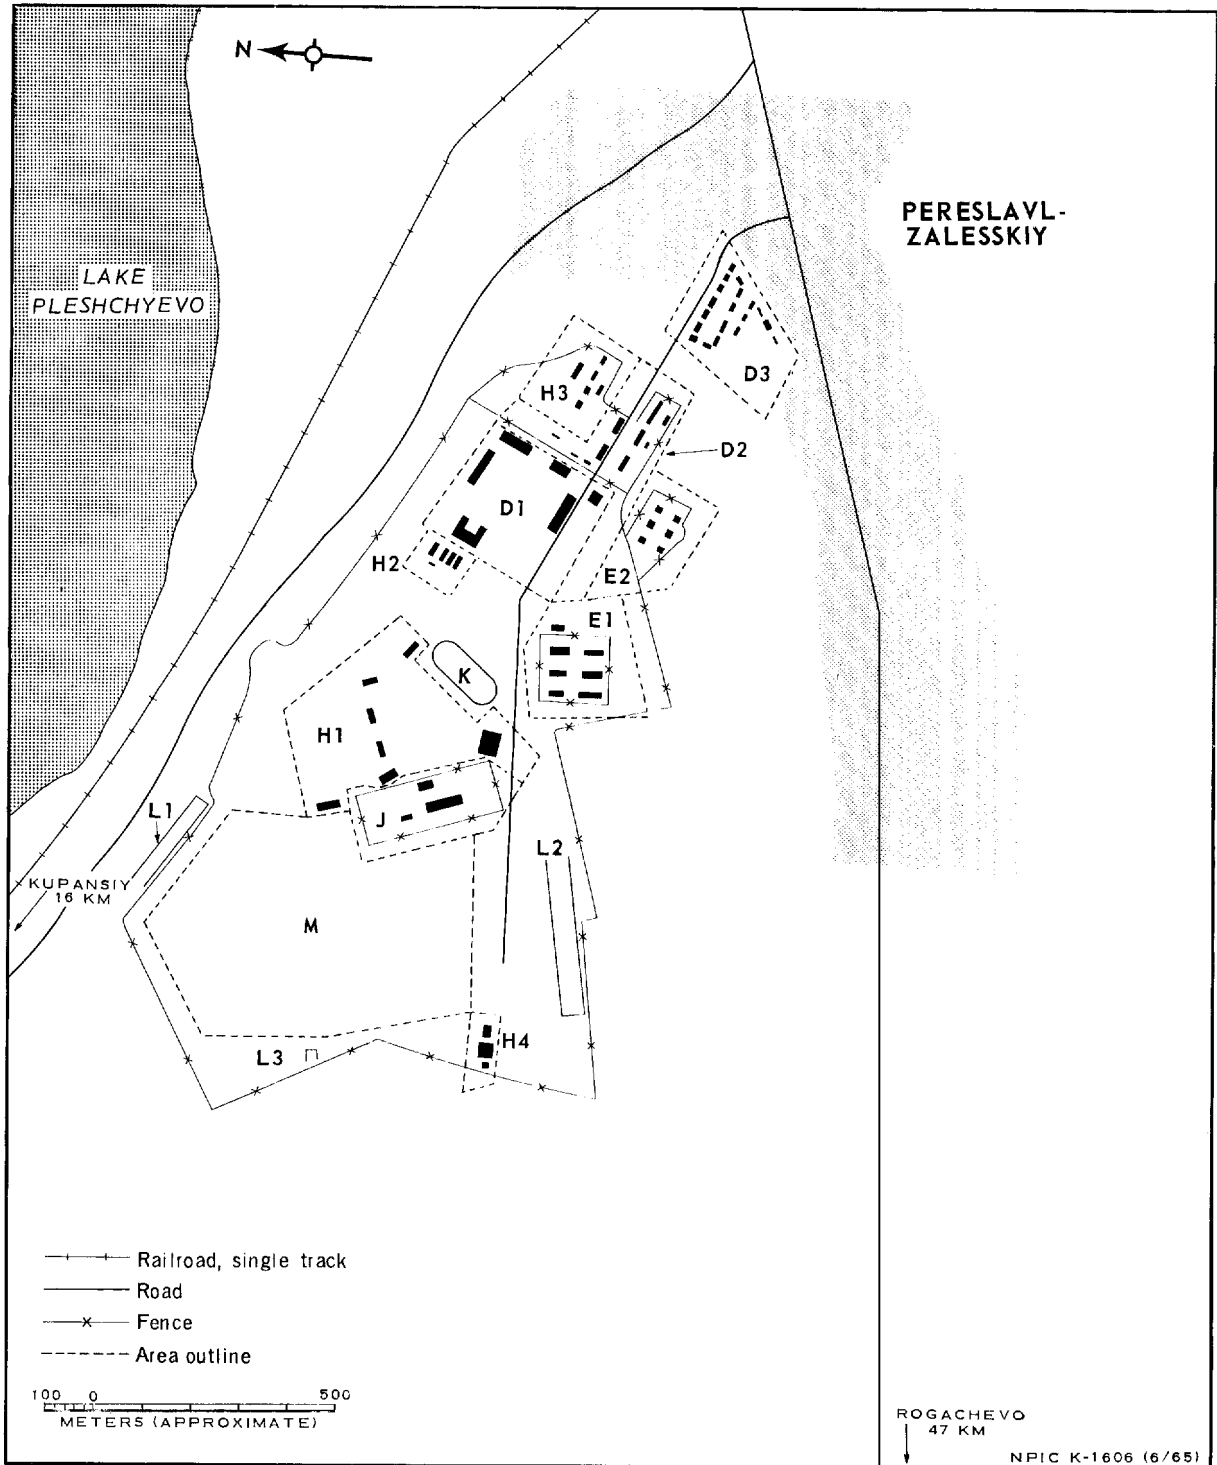 N
PERESLAVL-
ZALESSKIY
LAKE
PLESHCHYEVO
D3
H3
D2
D1
H2
E2
E1
K
H1
L1
J
L2
KUPANSIY
16 KM
M
H4
L3
Railroad, single track
Road
Fence
Area outline
100 0 500
METERS (APPROXIMATE)
ROGACHEVO
47 KM
NPIC K-1606 (6/65)